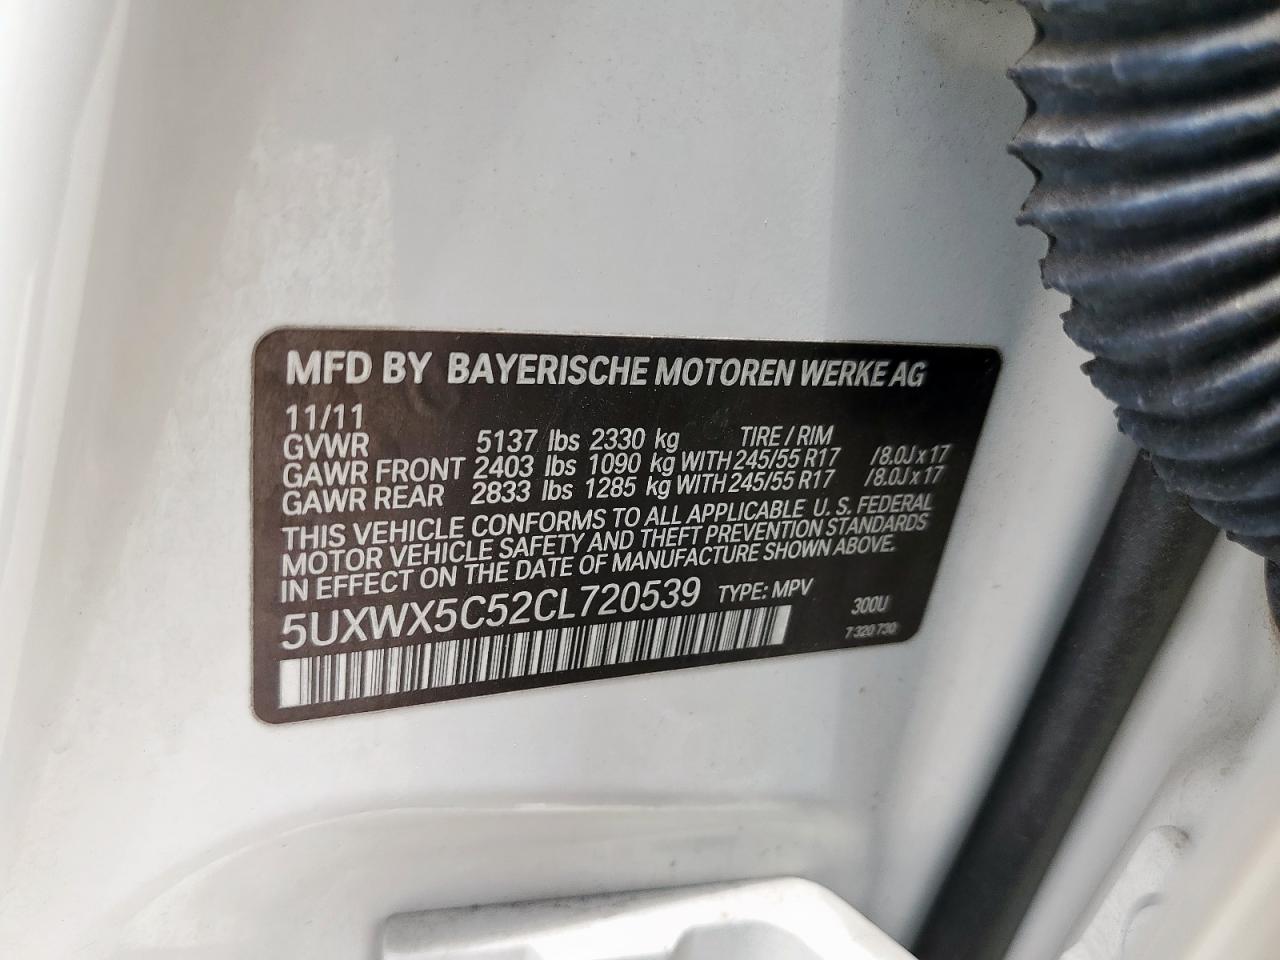 MFD BY BAYERISCHE MOTOREN WERKE AG
11/11
GVWR 5137 lbs 2330 kg TIRE / RIM
GAWR FRONT 2403 lbs 1090 kg WITH 245/55 R17 /8.0J x 17
GAWR REAR 2833 lbs 1285 kg WITH 245/55 R17 /8.0J x 17
THIS VEHICLE CONFORMS TO ALL APPLICABLE U. S. FEDERAL
MOTOR VEHICLE SAFETY AND THEFT PREVENTION STANDARDS
IN EFFECT ON THE DATE OF MANUFACTURE SHOWN ABOVE.
5UXWX5C52CL720539 TYPE: MPV
300U
7 320 730